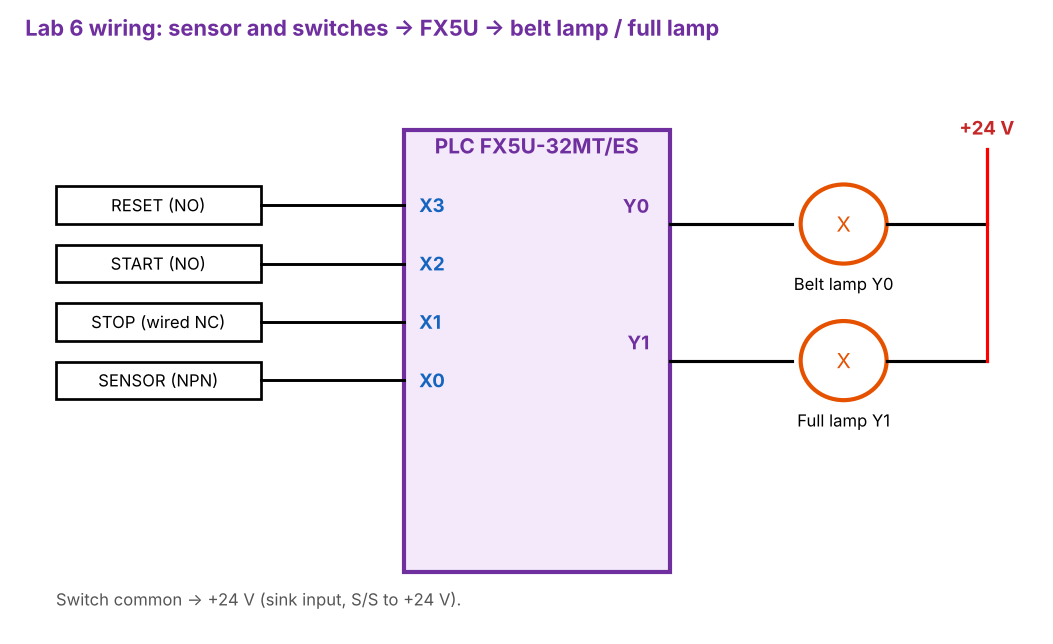 Lab 6 wiring: sensor and switches → FX5U → belt lamp / full lamp
+24 V
PLC FX5U-32MT/ES
RESET (NO)
X3
Y0
X
START (NO)
X2
Belt lamp Y0
STOP (wired NC)
X1
Y1
X
SENSOR (NPN)
X0
Full lamp Y1
Switch common → +24 V (sink input, S/S to +24 V).